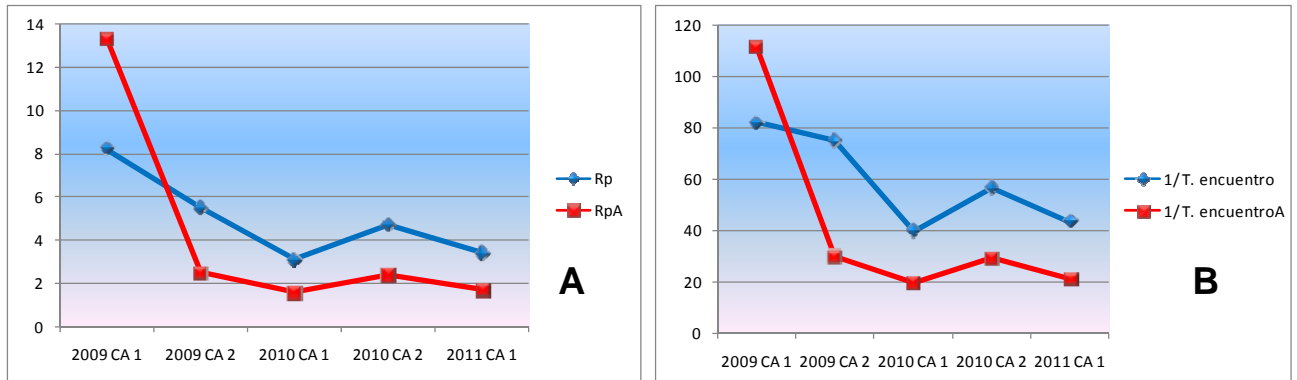 14
12
10
8
6
4
2
0
2009 CA 1 2009 CA 2 2010 CA 1 2010 CA 2 2011 CA 1
Rp
RpA
A
120
100
80
60
40
20
0
2009 CA 1 2009 CA 2 2010 CA 1 2010 CA 2 2011 CA 1
1/T. encuentro
1/T. encuentroA
B